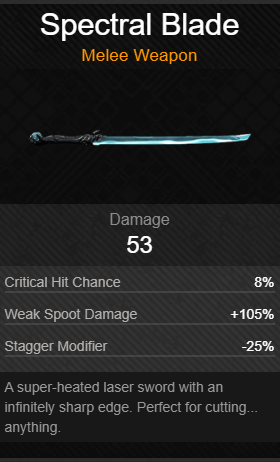 Spectral Blade
Melee Weapon
Damage
53
Critical Hit Chance 8%
Weak Spoot Damage +105%
Stagger Modifier -25%
A super-heated laser sword with an
infinitely sharp edge. Perfect for cutting...
anything.